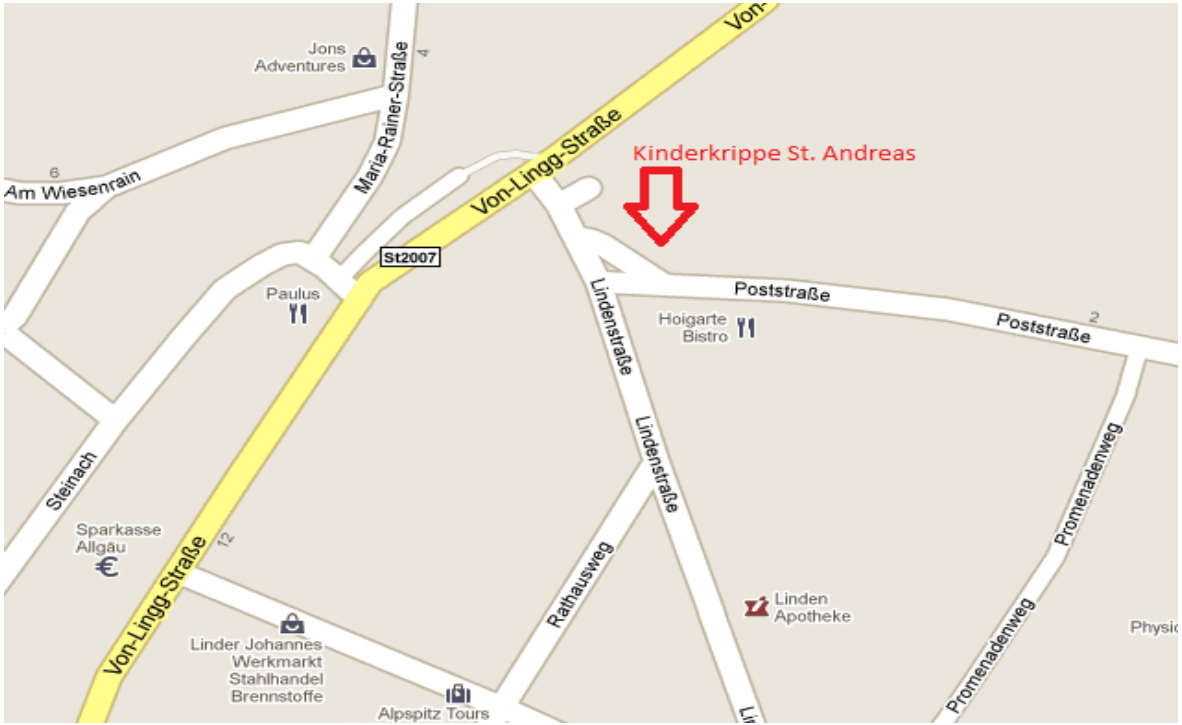 Von-
Jons
Adventures
4
Maria-Rainer-Straße
Von-Lingg-Straße
Kinderkrippe St. Andreas
6
Am Wiesenrain
St2007
Paulus
Poststraße
Lindenstraße
Hoigarte
Bistro
2
Poststraße
Lindenstraße
Promenadenweg
Steinach
Sparkasse
Allgäu
€
12
Von-Lingg-Straße
Rathausweg
Linden
Apotheke
Promenadenweg
Physio
Linder Johannes
Werkmarkt
Stahlhandel
Brennstoffe
Alpspitz Tours
Lin